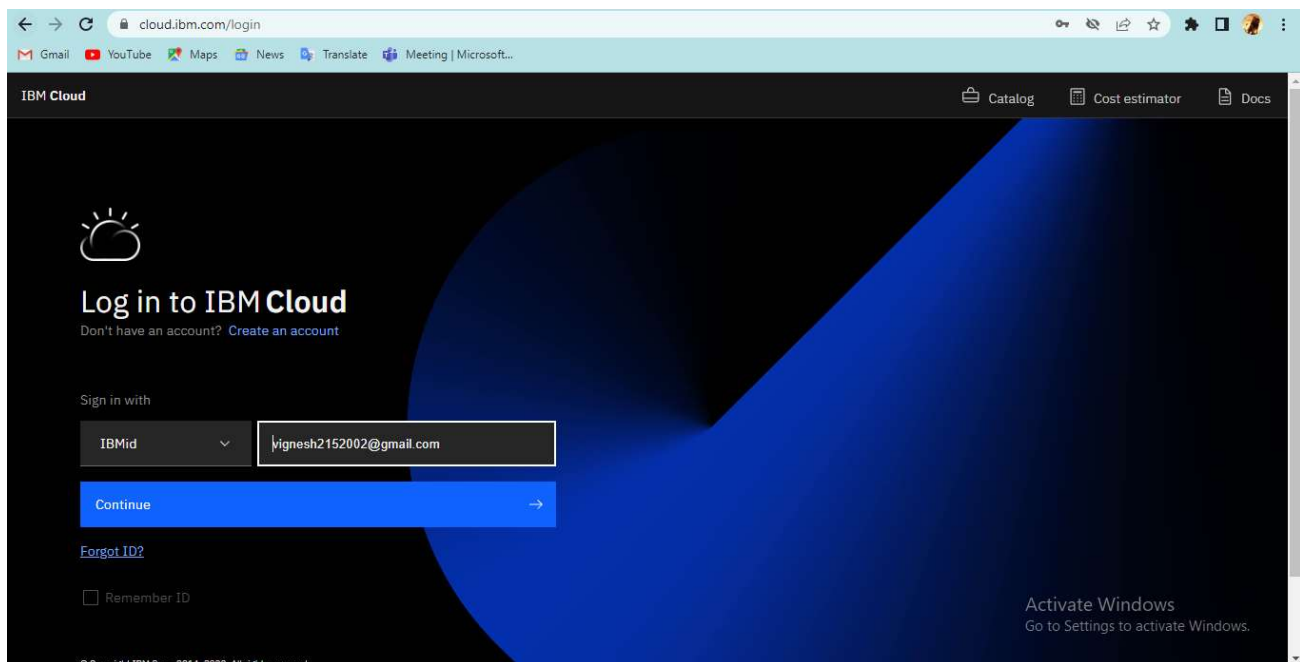 cloud.ibm.com/login
Gmail YouTube Maps News Translate Meeting | Microsoft...
IBM Cloud Catalog Cost estimator Docs
Log in to IBM Cloud
Don't have an account? Create an account
Sign in with
IBMid vignesh2152002@gmail.com
Continue
Forgot ID?
Remember ID
Activate Windows
Go to Settings to activate Windows.